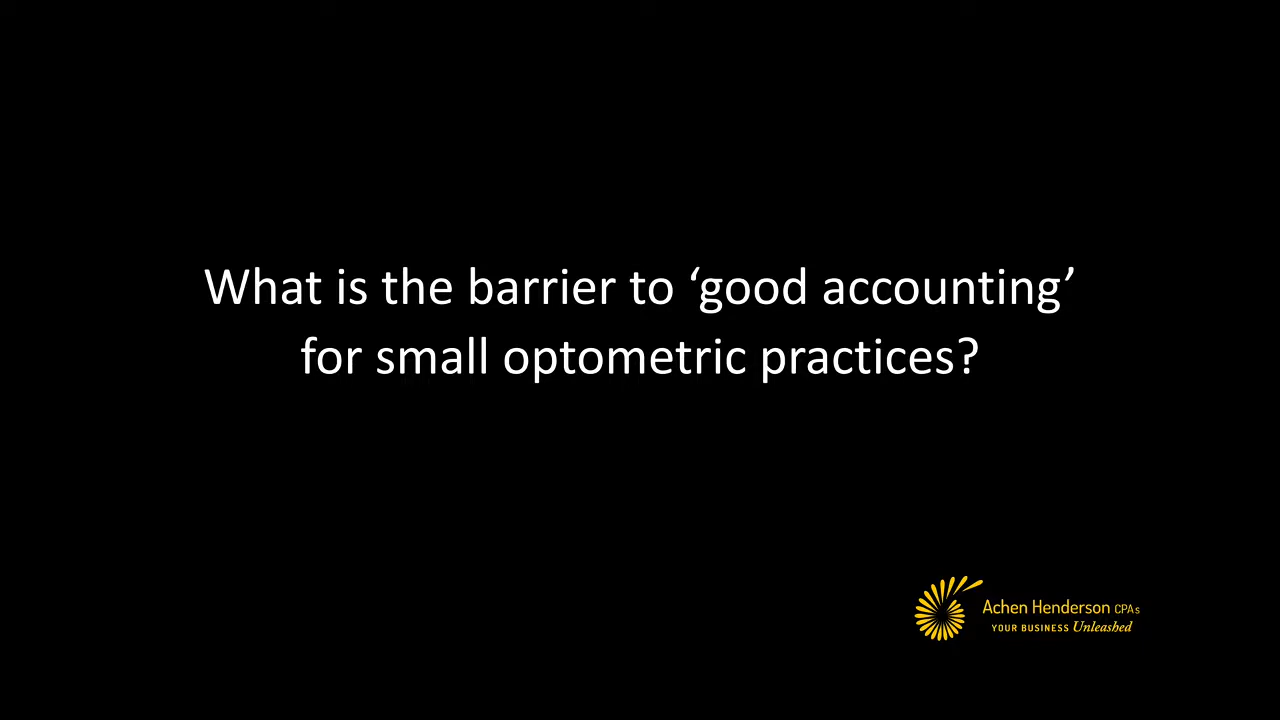 What is the barrier to ‘good accounting’
for small optometric practices?
Achen Henderson CPAs
YOUR BUSINESS Unleashed